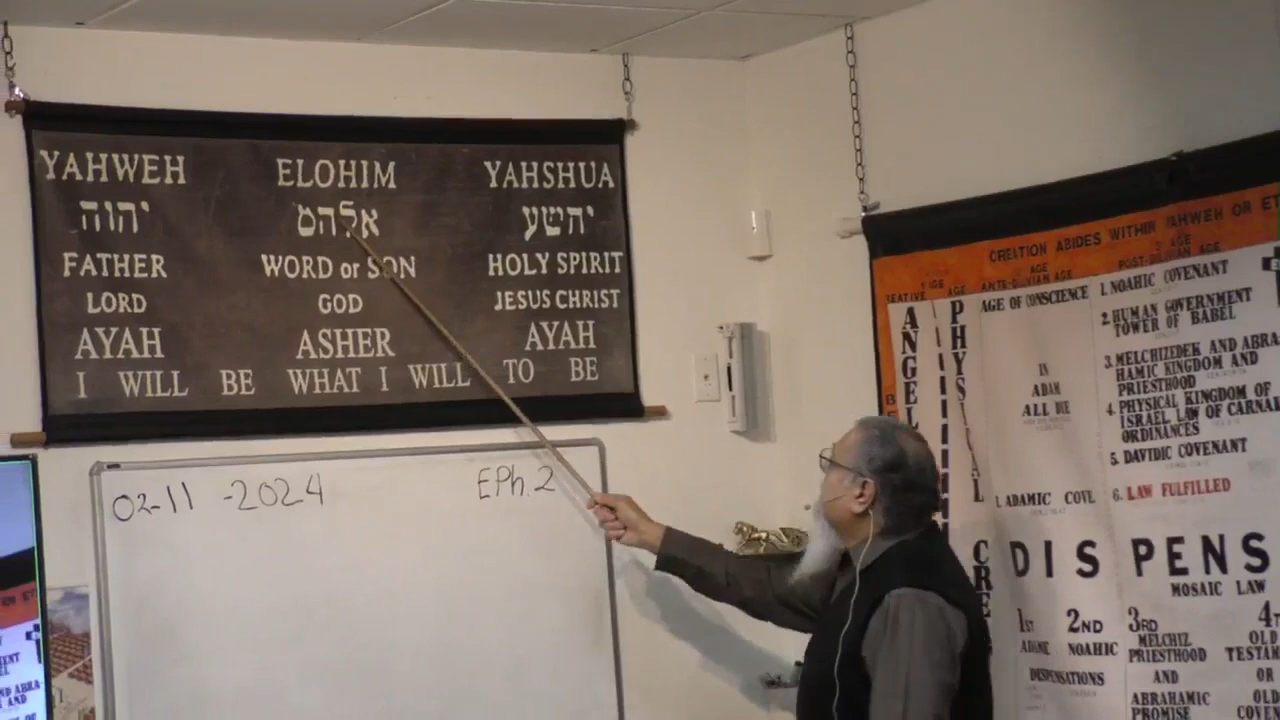 YAHWEH ELOHIM YAHSHUA
יהוה אלהם יהשע
FATHER WORD or SON HOLY SPIRIT
LORD GOD JESUS CHRIST
AYAH ASHER AYAH
I WILL BE WHAT I WILL TO BE
02-11-2024 EPh. 2
CREATION ABIDES WITHIN YAHWEH OR
AGE
ANTE-DILUVIAN AGE
AGE
POST-DILUVIAN AGE
ANGEL
PHYSICAL
CRE
AGE OF CONSCIENCE
IN
ADAM
ALL DIE
1. ADAMIC COVE
1. NOAHIC COVENANT
2. HUMAN GOVERNMENT
TOWER OF BABEL
3. MELCHIZEDEK AND ABRA
HAMIC KINGDOM AND
PRIESTHOOD
4. PHYSICAL KINGDOM OF
ISRAEL LAW OF CARNAL
ORDINANCES
5. DAVIDIC COVENANT
6. LAW FULFILLED
DISPENS
MOSAIC LAW
1ST 2ND 3RD 4T
NOAHIC
DISPENSATIONS
MELCHIZ
PRIESTHOOD
AND
ABRAHAMIC
PROMISE
OLD
TESTAM
OR
OLD
COVEN